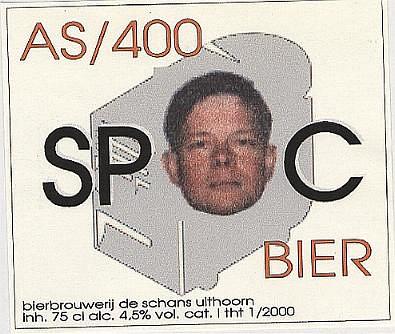 AS/400
SP C
BIER
bierbrouwerij de schans uithoorn
inh. 75 cl alc. 4,5% vol. cat. I tht 1/2000